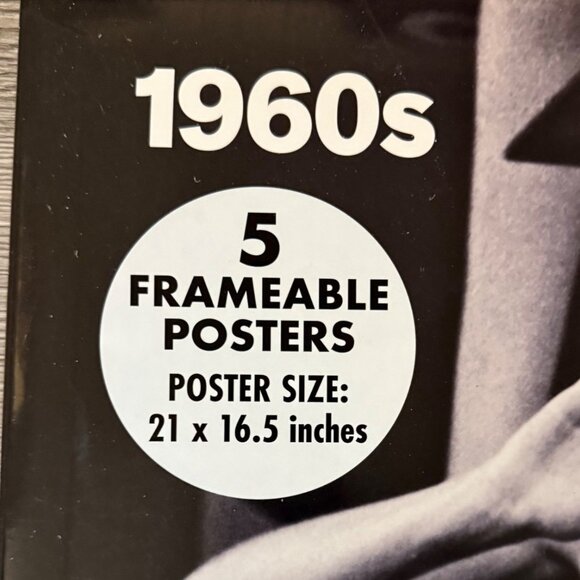 1960s
5
FRAMEABLE
POSTERS
POSTER SIZE:
21 x 16.5 inches